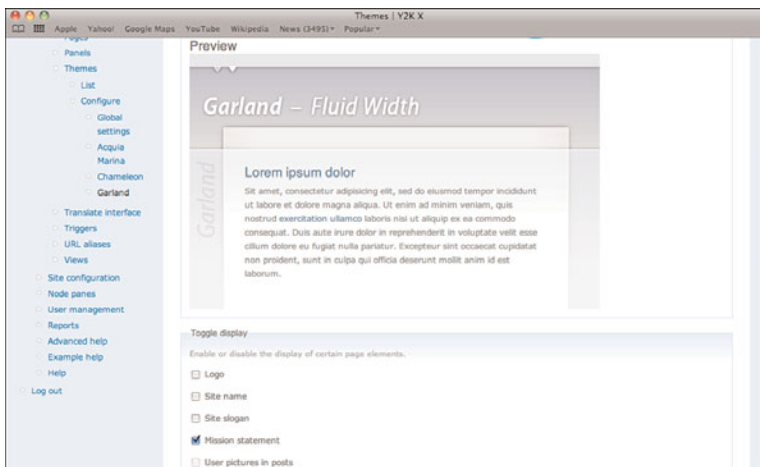 Themes | Y2K X
Apple Yahoo! Google Maps YouTube Wikipedia News (3495) Popular
Pages
Panels
Themes
List
Configure
Global
settings
Acquia
Marina
Chameleon
Garland
Translate interface
Triggers
URL aliases
Views
Site configuration
Node panes
User management
Reports
Advanced help
Example help
Help
Log out
Preview
Garland – Fluid Width
Garland
Lorem ipsum dolor
Sit amet, consectetur adipisicing elit, sed do eiusmod tempor incididunt
ut labore et dolore magna aliqua. Ut enim ad minim veniam, quis
nostrud exercitation ullamco laboris nisi ut aliquip ex ea commodo
consequat. Duis aute irure dolor in reprehenderit in voluptate velit esse
cillum dolore eu fugiat nulla pariatur. Excepteur sint occaecat cupidatat
non proident, sunt in culpa qui officia deserunt mollit anim id est
laborum.
Toggle display
Enable or disable the display of certain page elements.
Logo
Site name
Site slogan
Mission statement
User pictures in posts